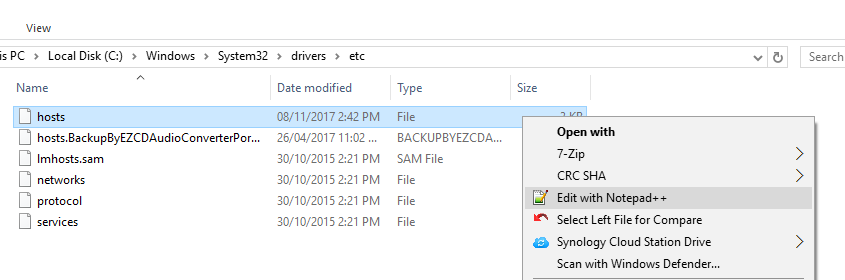 View
is PC > Local Disk (C:) > Windows > System32 > drivers > etc
Search
Name Date modified Type Size
hosts 08/11/2017 2:42 PM File
hosts.BackupByEZCDAudioConverterPor... 26/04/2017 11:02 ... BACKUPBYEZCDA...
lmhosts.sam 30/10/2015 2:21 PM SAM File
networks 30/10/2015 2:21 PM File
protocol 30/10/2015 2:21 PM File
services 30/10/2015 2:21 PM File
Open with
7-Zip
CRC SHA
Edit with Notepad++
Select Left File for Compare
Synology Cloud Station Drive
Scan with Windows Defender...